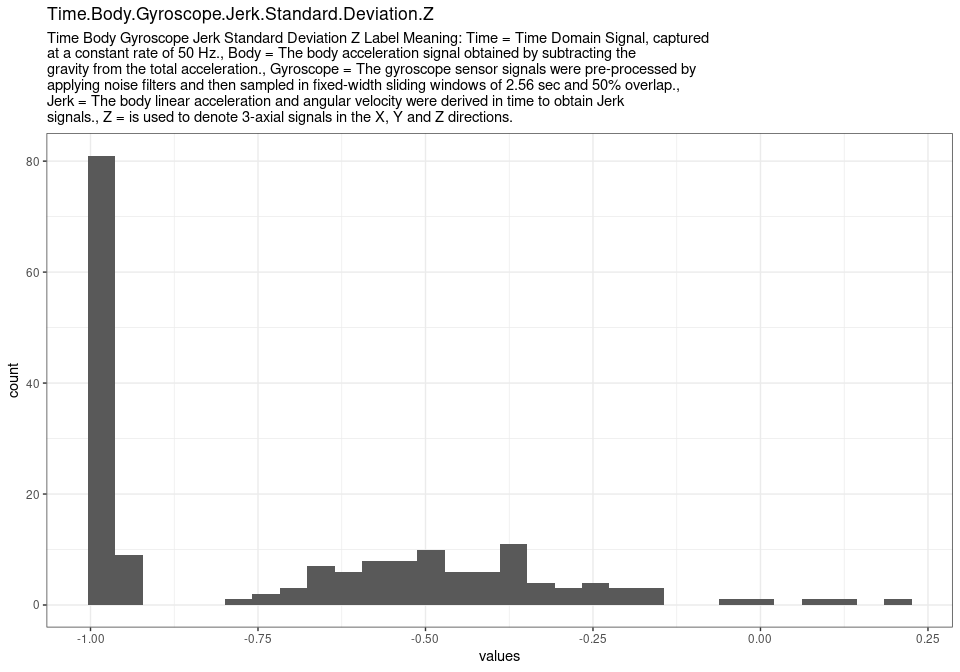 Time.Body.Gyroscope.Jerk.Standard.Deviation.Z
Time Body Gyroscope Jerk Standard Deviation Z Label Meaning: Time = Time Domain Signal, captured
at a constant rate of 50 Hz., Body = The body acceleration signal obtained by subtracting the
gravity from the total acceleration., Gyroscope = The gyroscope sensor signals were pre-processed by
applying noise filters and then sampled in fixed-width sliding windows of 2.56 sec and 50% overlap.,
Jerk = The body linear acceleration and angular velocity were derived in time to obtain Jerk
signals., Z = is used to denote 3-axial signals in the X, Y and Z directions.
80
60
40
20
0
count
-1.00 -0.75 -0.50 -0.25 0.00 0.25
values